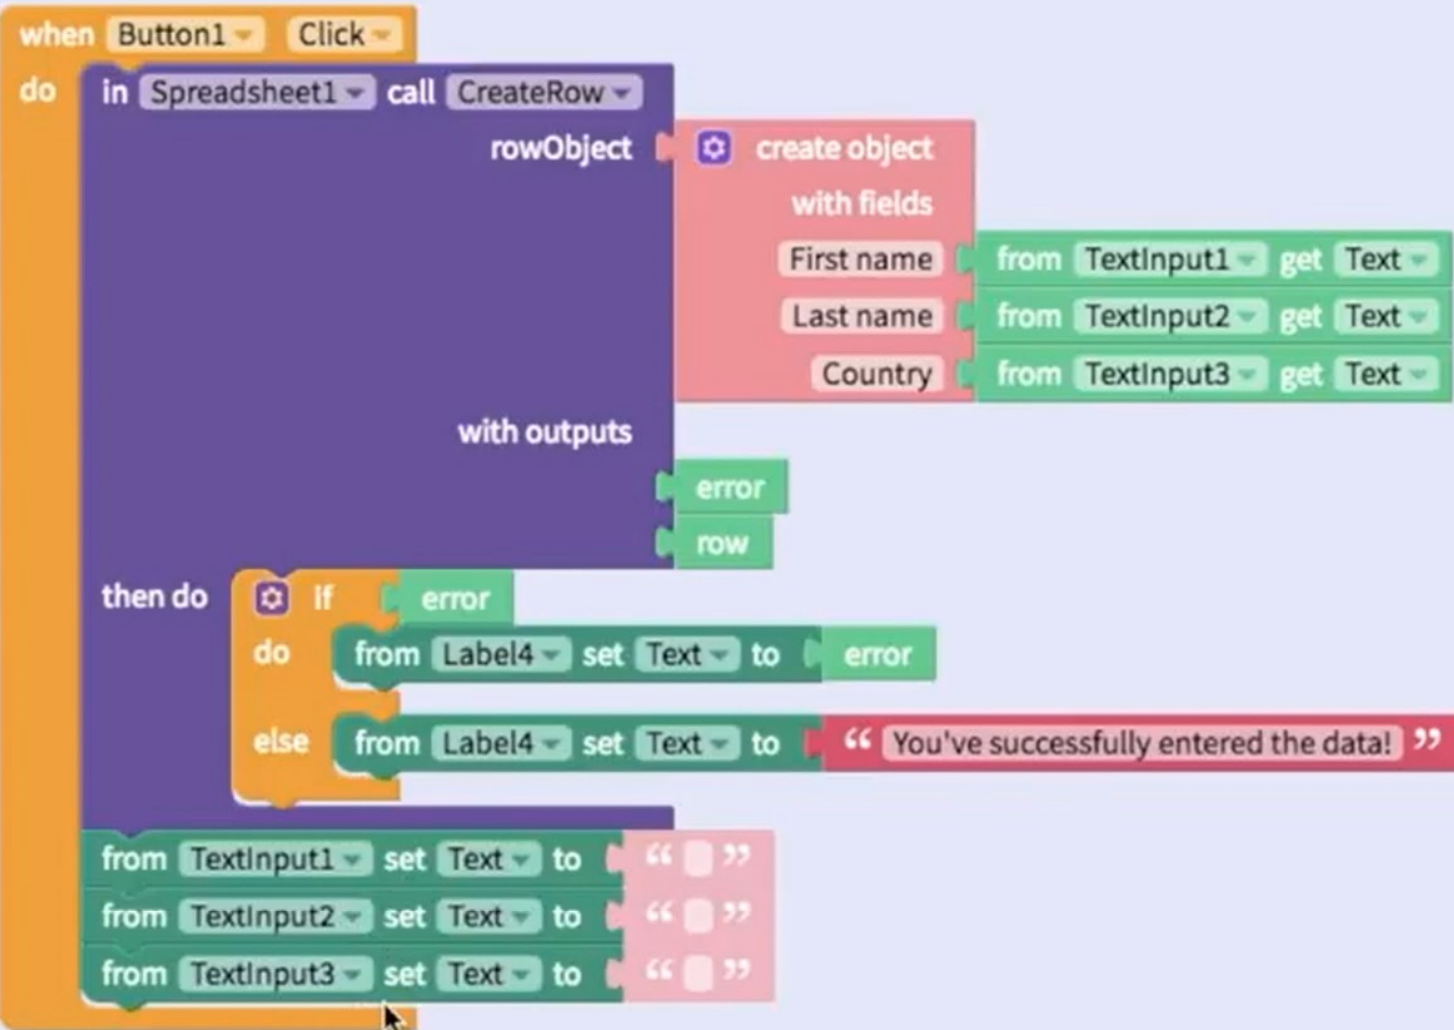 when Button1 Click
do in Spreadsheet1 call CreateRow
rowObject create object
with fields
First name from TextInput1 get Text
Last name from TextInput2 get Text
Country from TextInput3 get Text
with outputs
error
row
then do if error
do from Label4 set Text to error
else from Label4 set Text to “ You've successfully entered the data! ”
from TextInput1 set Text to “ ”
from TextInput2 set Text to “ ”
from TextInput3 set Text to “ ”